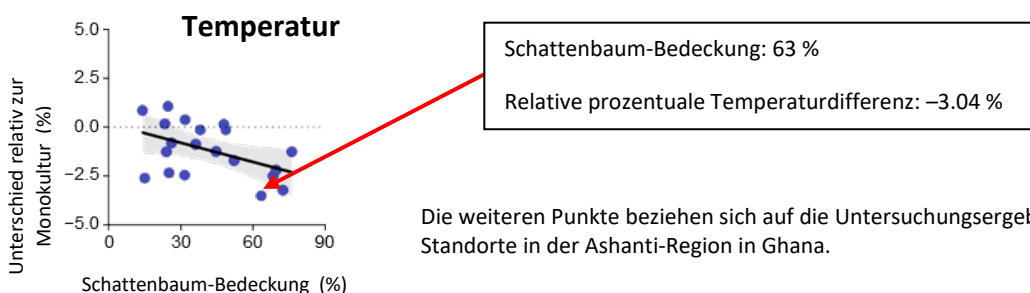 Temperatur
5.0
2.5
0.0
−2.5
−5.0
0
30
60
90
Unterschied relativ zur
Monokultur (%)
Schattenbaum-Bedeckung (%)
Schattenbaum-Bedeckung: 63 %
Relative prozentuale Temperaturdifferenz: –3.04 %
Die weiteren Punkte beziehen sich auf die
Standorte in der Ashanti-Region in Ghana.